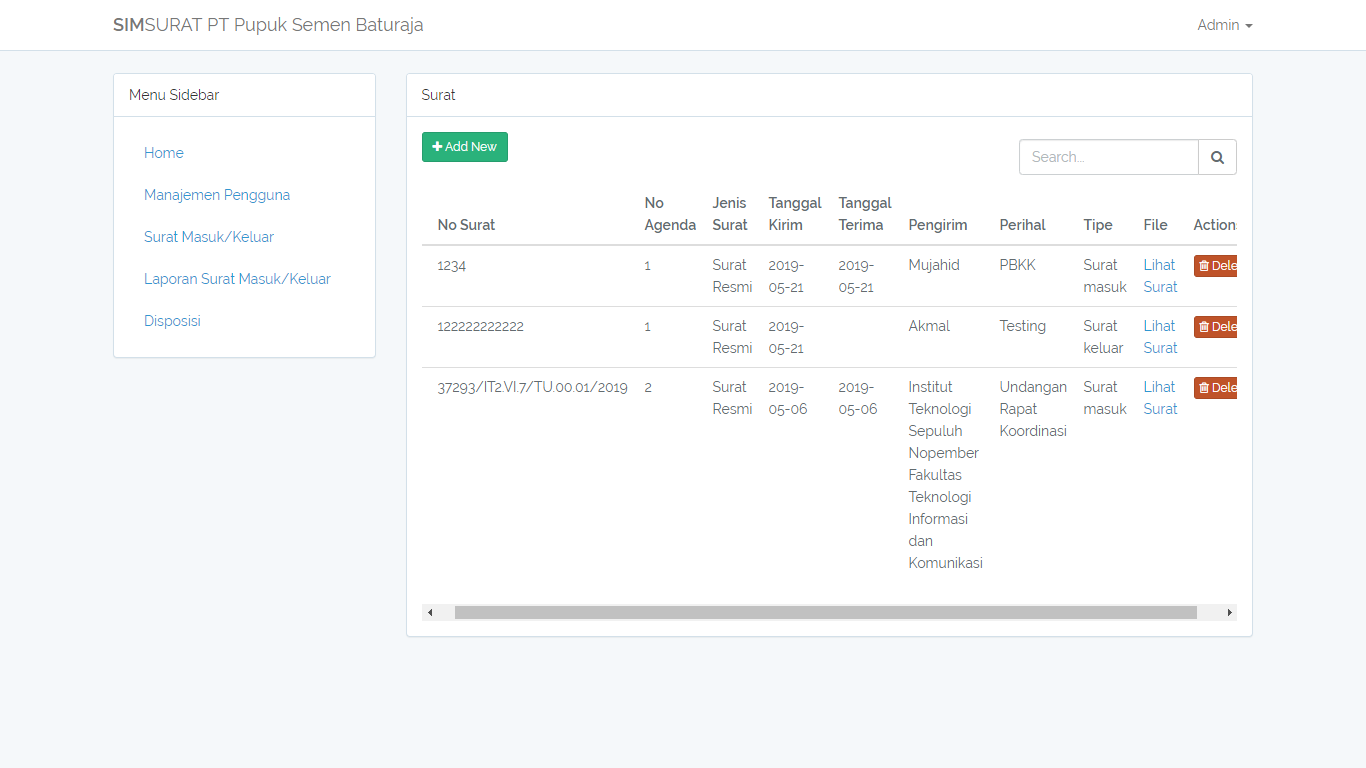 SIMSURAT PT Pupuk Semen Baturaja
Admin
Menu Sidebar
Home
Manajemen Pengguna
Surat Masuk/Keluar
Laporan Surat Masuk/Keluar
Disposisi
Surat
Add New
Search...
No Surat No Agenda Jenis Surat Tanggal Kirim Tanggal Terima Pengirim Perihal Tipe File Actions
1234 1 Surat Resmi 2019-05-21 2019-05-21 Mujahid PBKK Surat masuk Lihat Surat Dele
122222222222 1 Surat Resmi 2019-05-21 Akmal Testing Surat keluar Lihat Surat Dele
37293/IT2.VI.7/TU.00.01/2019 2 Surat Resmi 2019-05-06 2019-05-06 Institut Teknologi Sepuluh Nopember Fakultas Teknologi Informasi dan Komunikasi Undangan Rapat Koordinasi Surat masuk Lihat Surat Dele